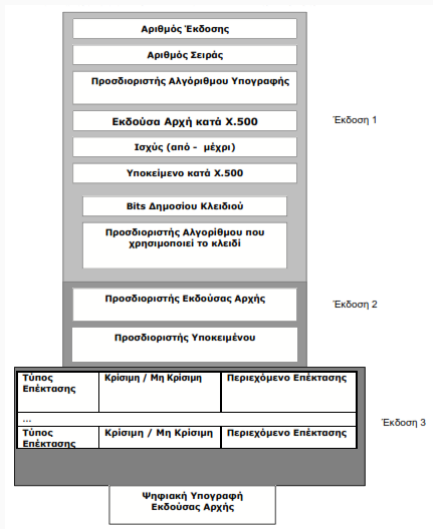 Αριθμός Έκδοσης
Αριθμός Σειράς
Προσδιοριστής Αλγόριθμου Υπογραφής
Εκδούσα Αρχή κατά X.500
Έκδοση 1
Ισχύς (από - μέχρι)
Υποκείμενο κατά X.500
Bits Δημοσίου Κλειδιού
Προσδιοριστής Αλγορίθμου που
χρησιμοποιεί το κλειδί
Προσδιοριστής Εκδούσας Αρχής
Έκδοση 2
Προσδιοριστής Υποκειμένου
Τύπος Κρίσιμη / Μη Κρίσιμη Περιεχόμενο Επέκτασης
Επέκτασης
...
Έκδοση 3
Τύπος Κρίσιμη / Μη Κρίσιμη Περιεχόμενο Επέκτασης
Επέκτασης
Ψηφιακή Υπογραφή
Εκδούσας Αρχής